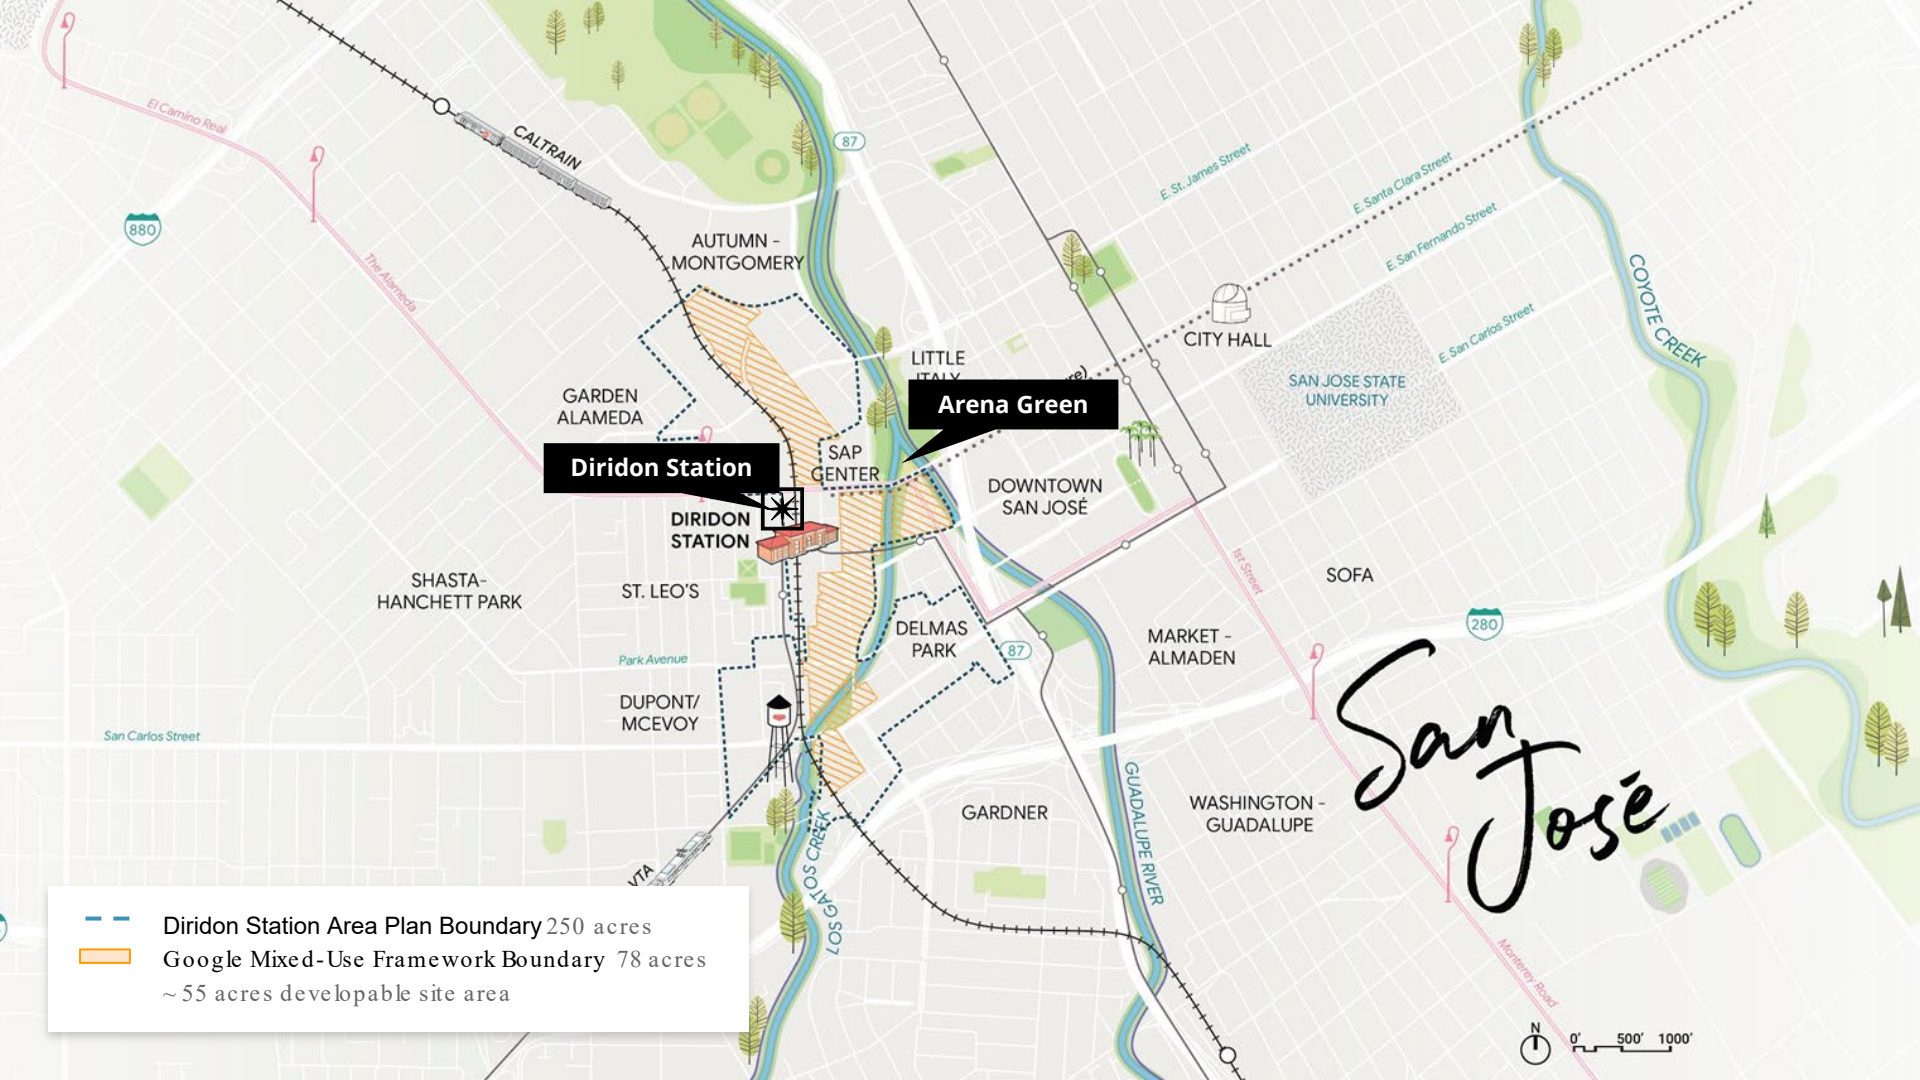 El Camino Real
CALTRAIN
87
880
E. St. James Street
E. Santa Clara Street
E. San Fernando Street
E. San Carlos Street
COYOTE CREEK
The Alameda
AUTUMN -
MONTGOMERY
CITY HALL
LITTLE
ITALY
re)
SAN JOSE STATE
UNIVERSITY
GARDEN
ALAMEDA
Arena Green
Diridon Station
SAP
CENTER
DOWNTOWN
SAN JOSÉ
DIRIDON
STATION
ST. LEO'S
SHASTA-
HANCHETT PARK
1st Street
SOFA
280
DELMAS
PARK
87
MARKET -
ALMADEN
Park Avenue
DUPONT/
MCEVOY
San Carlos Street
San
José
GARDNER
GUADALUPE RIVER
WASHINGTON -
GUADALUPE
VTA
LOS GATOS CREEK
Monterey Road
Diridon Station Area Plan Boundary 250 acres
Google Mixed-Use Framework Boundary 78 acres
~ 55 acres developable site area
N
0' 500' 1000'